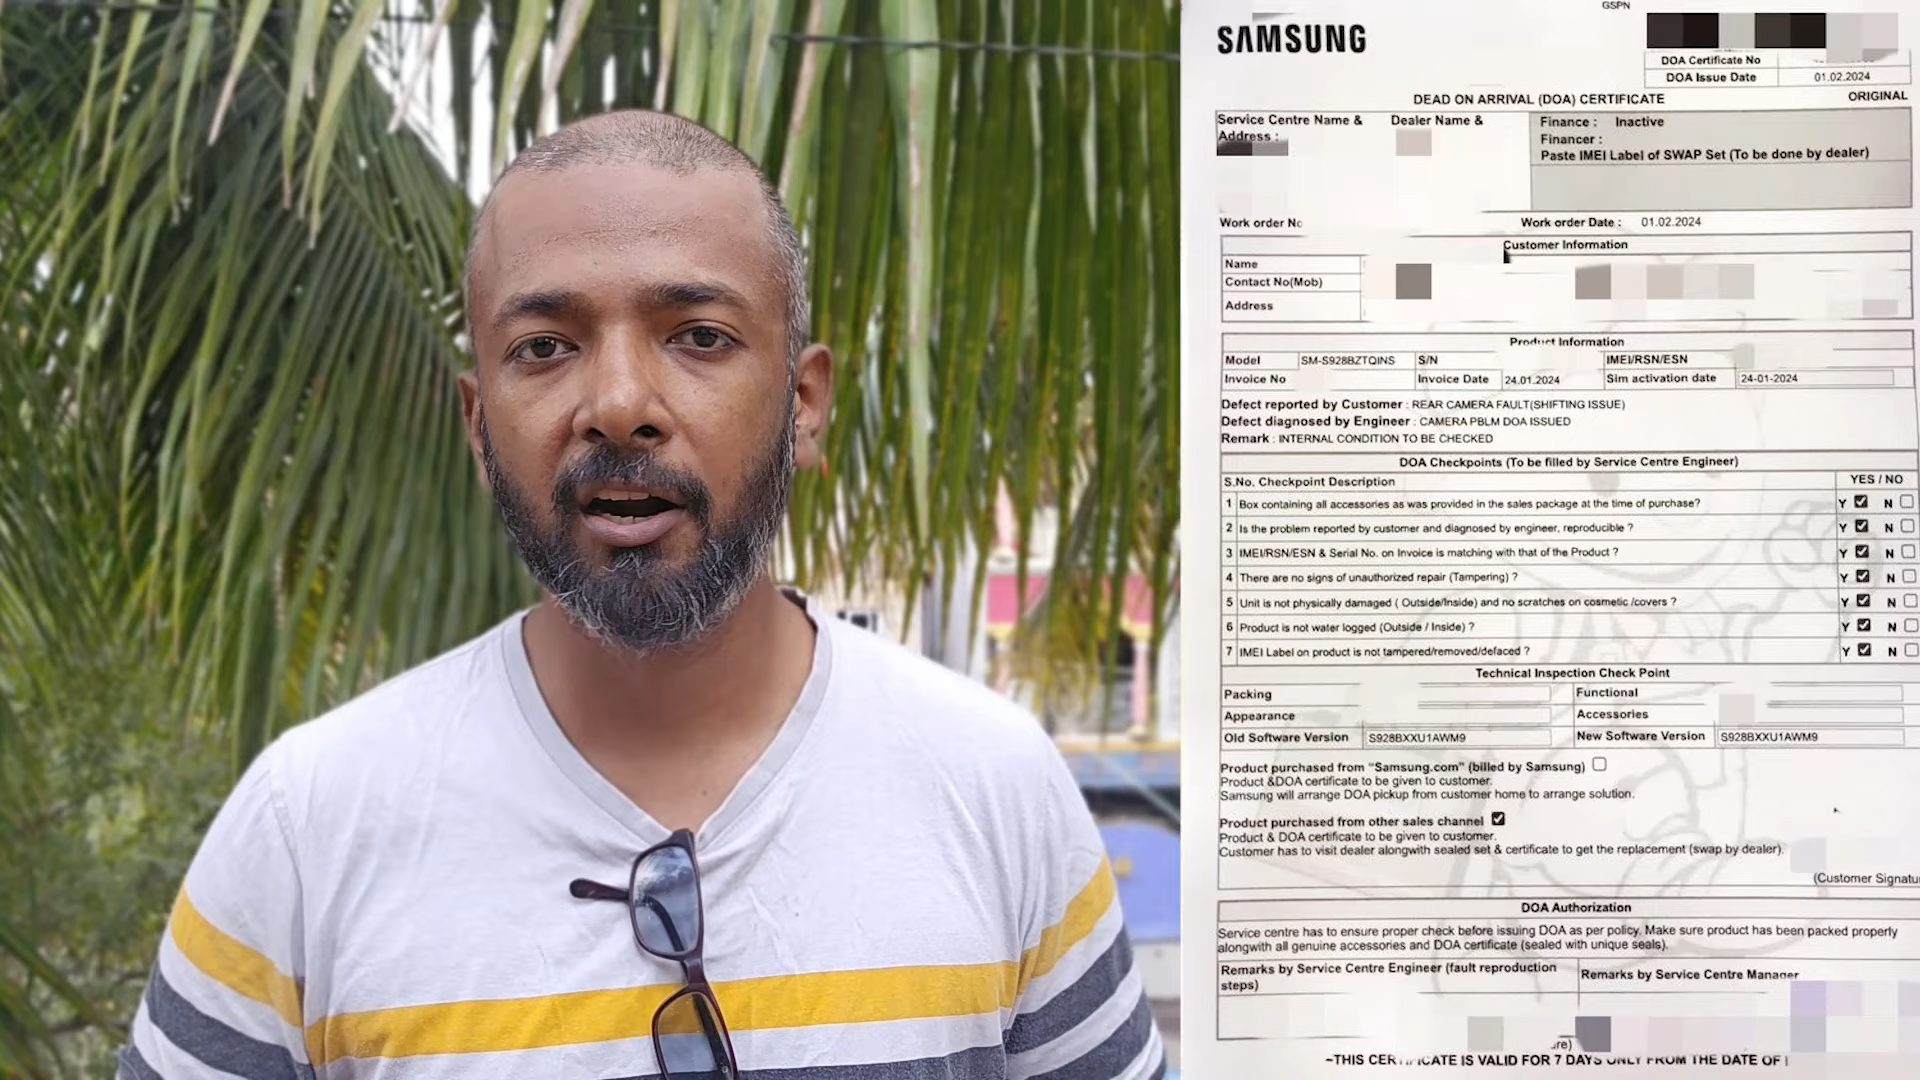 GSPN
SAMSUNG
DOA Certificate No
DOA Issue Date 01.02.2024
DEAD ON ARRIVAL (DOA) CERTIFICATE ORIGINAL
Service Centre Name & Dealer Name & Finance : Inactive
Address : Financer :
Paste IMEI Label of SWAP Set (To be done by dealer)
Work order No Work order Date : 01.02.2024
Customer Information
Name
Contact No(Mob)
Address
Product Information
Model SM-S928BZTQINS S/N IMEI/RSN/ESN
Invoice No Invoice Date 24.01.2024 Sim activation date 24-01-2024
Defect reported by Customer : REAR CAMERA FAULT(SHIFTING ISSUE)
Defect diagnosed by Engineer : CAMERA PBLM DOA ISSUED
Remark : INTERNAL CONDITION TO BE CHECKED
DOA Checkpoints (To be filled by Service Centre Engineer)
S.No. Checkpoint Description YES / NO
1 Box containing all accessories as was provided in the sales package at the time of purchase? Y N
2 Is the problem reported by customer and diagnosed by engineer, reproducible ? Y N
3 IMEI/RSN/ESN & Serial No. on Invoice is matching with that of the Product ? Y N
4 There are no signs of unauthorized repair (Tampering) ? Y N
5 Unit is not physically damaged ( Outside/Inside) and no scratches on cosmetic /covers ? Y N
6 Product is not water logged (Outside / Inside) ? Y N
7 IMEI Label on product is not tampered/removed/defaced ? Y N
Technical Inspection Check Point
Packing Functional
Appearance Accessories
Old Software Version S928BXXU1AWM9 New Software Version S928BXXU1AWM9
Product purchased from "Samsung.com" (billed by Samsung)
Product &DOA certificate to be given to customer.
Samsung will arrange DOA pickup from customer home to arrange solution.
Product purchased from other sales channel
Product & DOA certificate to be given to customer.
Customer has to visit dealer alongwith sealed set & certificate to get the replacement (swap by dealer).
(Customer Signatu
DOA Authorization
Service centre has to ensure proper check before issuing DOA as per policy. Make sure product has been packed properly
alongwith all genuine accessories and DOA certificate (sealed with unique seals).
Remarks by Service Centre Engineer (fault reproduction Remarks by Service Centre Manager
steps)
re)
~THIS CERTIFICATE IS VALID FOR 7 DAYS ONLY FROM THE DATE OF